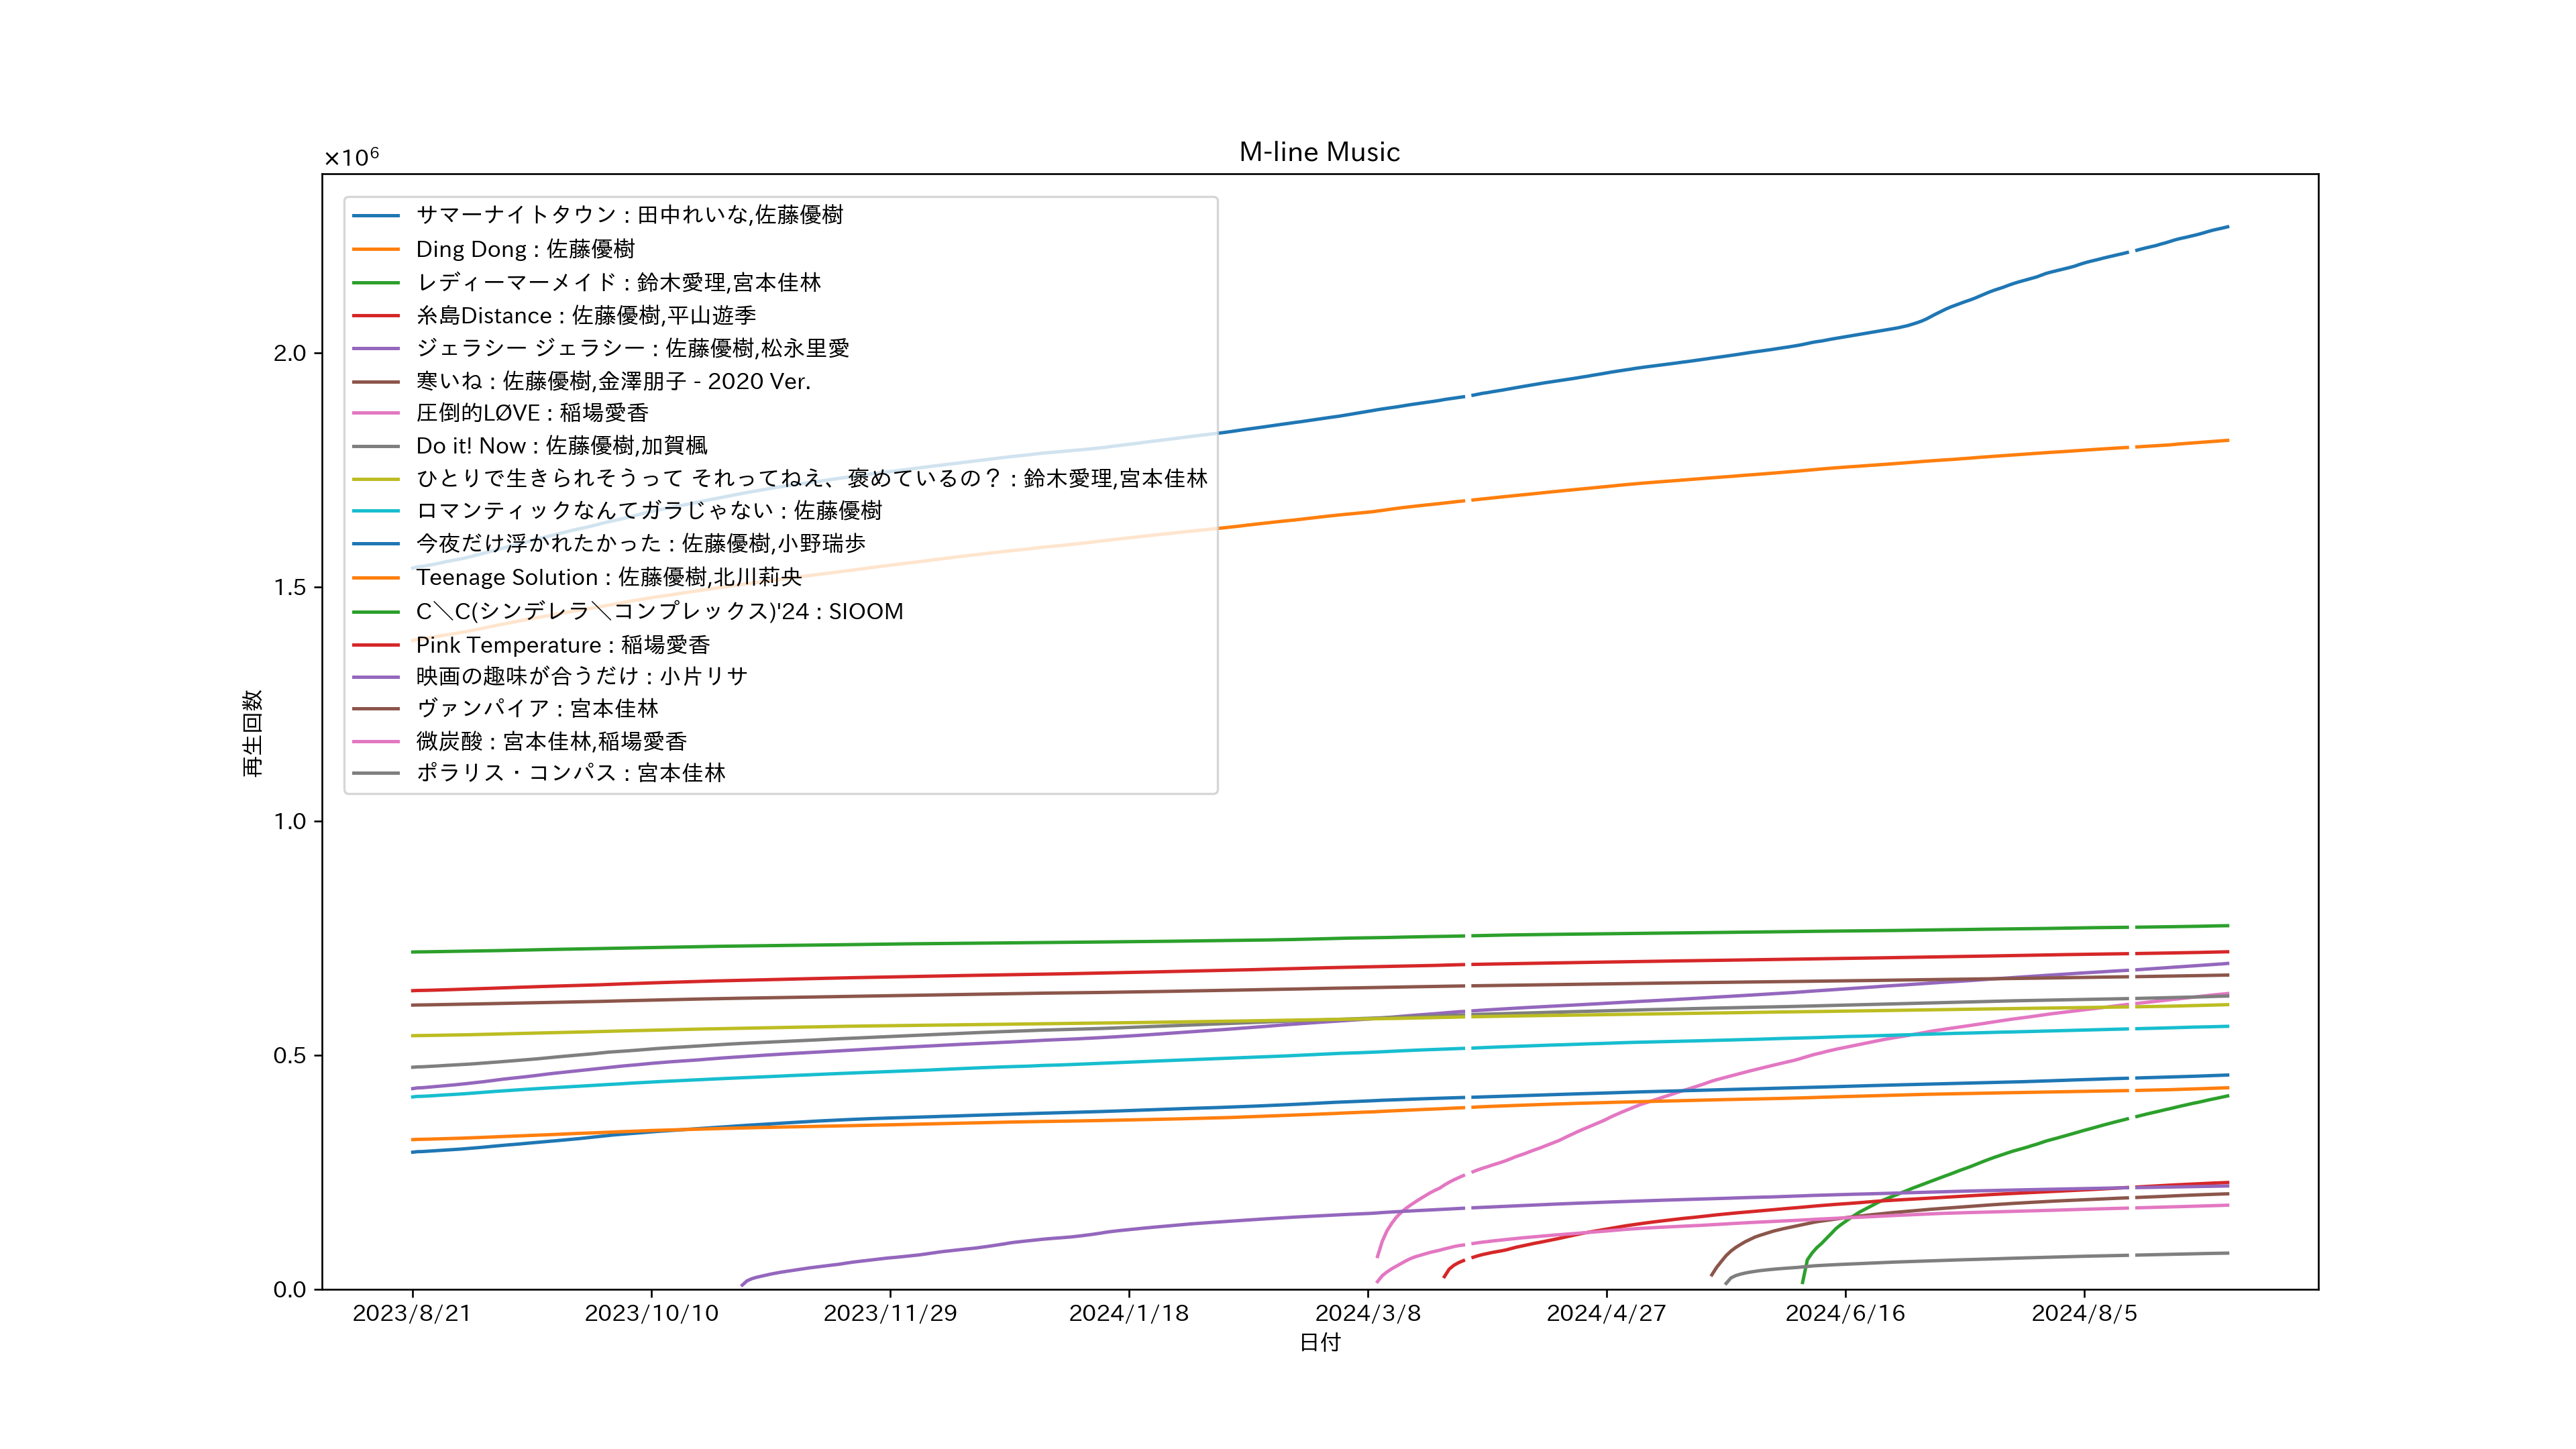 M-line Music
×10⁶
サマーナイトタウン : 田中れいな,佐藤優樹
Ding Dong : 佐藤優樹
レディーマーメイド : 鈴木愛理,宮本佳林
糸島Distance : 佐藤優樹,平山遊季
ジェラシー ジェラシー : 佐藤優樹,松永里愛
寒いね : 佐藤優樹,金澤朋子 - 2020 Ver.
圧倒的LØVE : 稲場愛香
Do it! Now : 佐藤優樹,加賀楓
ひとりで生きられそうって それってねえ、褒めているの？ : 鈴木愛理,宮本佳林
ロマンティックなんてガラじゃない : 佐藤優樹
今夜だけ浮かれたかった : 佐藤優樹,小野瑞歩
Teenage Solution : 佐藤優樹,北川莉央
C＼C(シンデレラ＼コンプレックス)'24 : SIOOM
Pink Temperature : 稲場愛香
映画の趣味が合うだけ : 小片リサ
ヴァンパイア : 宮本佳林
微炭酸 : 宮本佳林,稲場愛香
ポラリス・コンパス : 宮本佳林
2.0
1.5
1.0
0.5
0.0
再生回数
2023/8/21
2023/10/10
2023/11/29
2024/1/18
2024/3/8
2024/4/27
2024/6/16
2024/8/5
日付